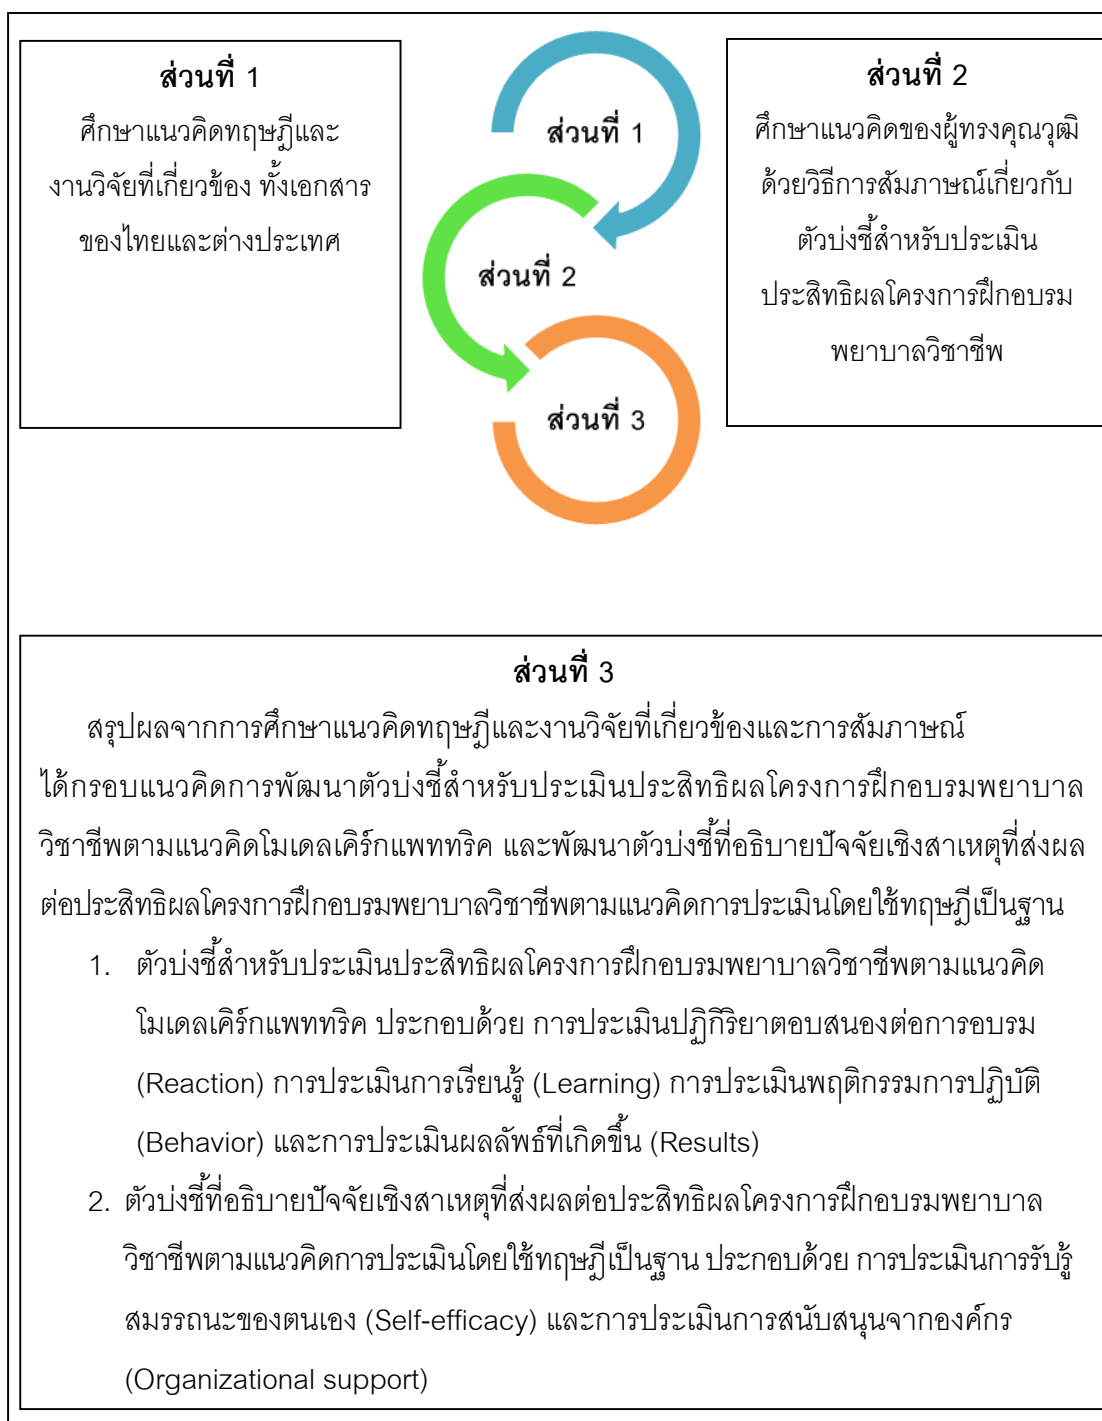 ส่วนที่ 1
ศึกษาแนวคิดทฤษฎีและ
งานวิจัยที่เกี่ยวข้อง ทั้งเอกสาร
ของไทยและต่างประเทศ
ส่วนที่ 1
ส่วนที่ 2
ส่วนที่ 3
ส่วนที่ 2
ศึกษาแนวคิดของผู้ทรงคุณวุฒิ
ด้วยวิธีการสัมภาษณ์เกี่ยวกับ
ตัวบ่งชี้สำหรับประเมิน
ประสิทธิผลโครงการฝึกอบรม
พยาบาลวิชาชีพ
ส่วนที่ 3
สรุปผลจากการศึกษาแนวคิดทฤษฎีและงานวิจัยที่เกี่ยวข้องและการสัมภาษณ์
ได้กรอบแนวคิดการพัฒนาตัวบ่งชี้สำหรับประเมินประสิทธิผลโครงการฝึกอบรมพยาบาล
วิชาชีพตามแนวคิดโมเดลเคิร์กแพททริค และพัฒนาตัวบ่งชี้ที่อธิบายปัจจัยเชิงสาเหตุที่ส่งผล
ต่อประสิทธิผลโครงการฝึกอบรมพยาบาลวิชาชีพตามแนวคิดการประเมินโดยใช้ทฤษฎีเป็นฐาน
1. ตัวบ่งชี้สำหรับประเมินประสิทธิผลโครงการฝึกอบรมพยาบาลวิชาชีพตามแนวคิด
โมเดลเคิร์กแพททริค ประกอบด้วย การประเมินปฏิกิริยาตอบสนองต่อการอบรม
(Reaction) การประเมินการเรียนรู้ (Learning) การประเมินพฤติกรรมการปฏิบัติ
(Behavior) และการประเมินผลลัพธ์ที่เกิดขึ้น (Results)
2. ตัวบ่งชี้ที่อธิบายปัจจัยเชิงสาเหตุที่ส่งผลต่อประสิทธิผลโครงการฝึกอบรมพยาบาล
วิชาชีพตามแนวคิดการประเมินโดยใช้ทฤษฎีเป็นฐาน ประกอบด้วย การประเมินการรับรู้
สมรรถนะของตนเอง (Self-efficacy) และการประเมินการสนับสนุนจากองค์กร
(Organizational support)